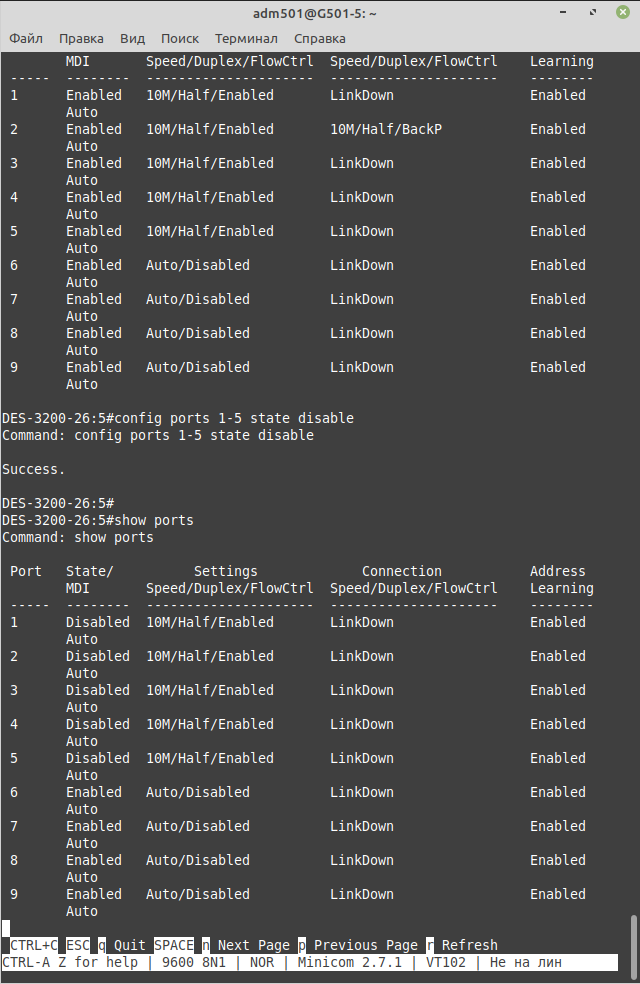 adm501@G501-5: ~
Файл Правка Вид Поиск Терминал Справка
MDI Speed/Duplex/FlowCtrl Speed/Duplex/FlowCtrl Learning
----- -------- --------------------- --------------------- --------
1 Enabled 10M/Half/Enabled LinkDown Enabled
Auto
2 Enabled 10M/Half/Enabled 10M/Half/BackP Enabled
Auto
3 Enabled 10M/Half/Enabled LinkDown Enabled
Auto
4 Enabled 10M/Half/Enabled LinkDown Enabled
Auto
5 Enabled 10M/Half/Enabled LinkDown Enabled
Auto
6 Enabled Auto/Disabled LinkDown Enabled
Auto
7 Enabled Auto/Disabled LinkDown Enabled
Auto
8 Enabled Auto/Disabled LinkDown Enabled
Auto
9 Enabled Auto/Disabled LinkDown Enabled
Auto
DES-3200-26:5#config ports 1-5 state disable
Command: config ports 1-5 state disable
Success.
DES-3200-26:5#
DES-3200-26:5#show ports
Command: show ports
Port State/ Settings Connection Address
MDI Speed/Duplex/FlowCtrl Speed/Duplex/FlowCtrl Learning
----- -------- --------------------- --------------------- --------
1 Disabled 10M/Half/Enabled LinkDown Enabled
Auto
2 Disabled 10M/Half/Enabled LinkDown Enabled
Auto
3 Disabled 10M/Half/Enabled LinkDown Enabled
Auto
4 Disabled 10M/Half/Enabled LinkDown Enabled
Auto
5 Disabled 10M/Half/Enabled LinkDown Enabled
Auto
6 Enabled Auto/Disabled LinkDown Enabled
Auto
7 Enabled Auto/Disabled LinkDown Enabled
Auto
8 Enabled Auto/Disabled LinkDown Enabled
Auto
9 Enabled Auto/Disabled LinkDown Enabled
Auto
CTRL+C ESC q Quit SPACE n Next Page p Previous Page r Refresh
CTRL-A Z for help | 9600 8N1 | NOR | Minicom 2.7.1 | VT102 | Не на лин